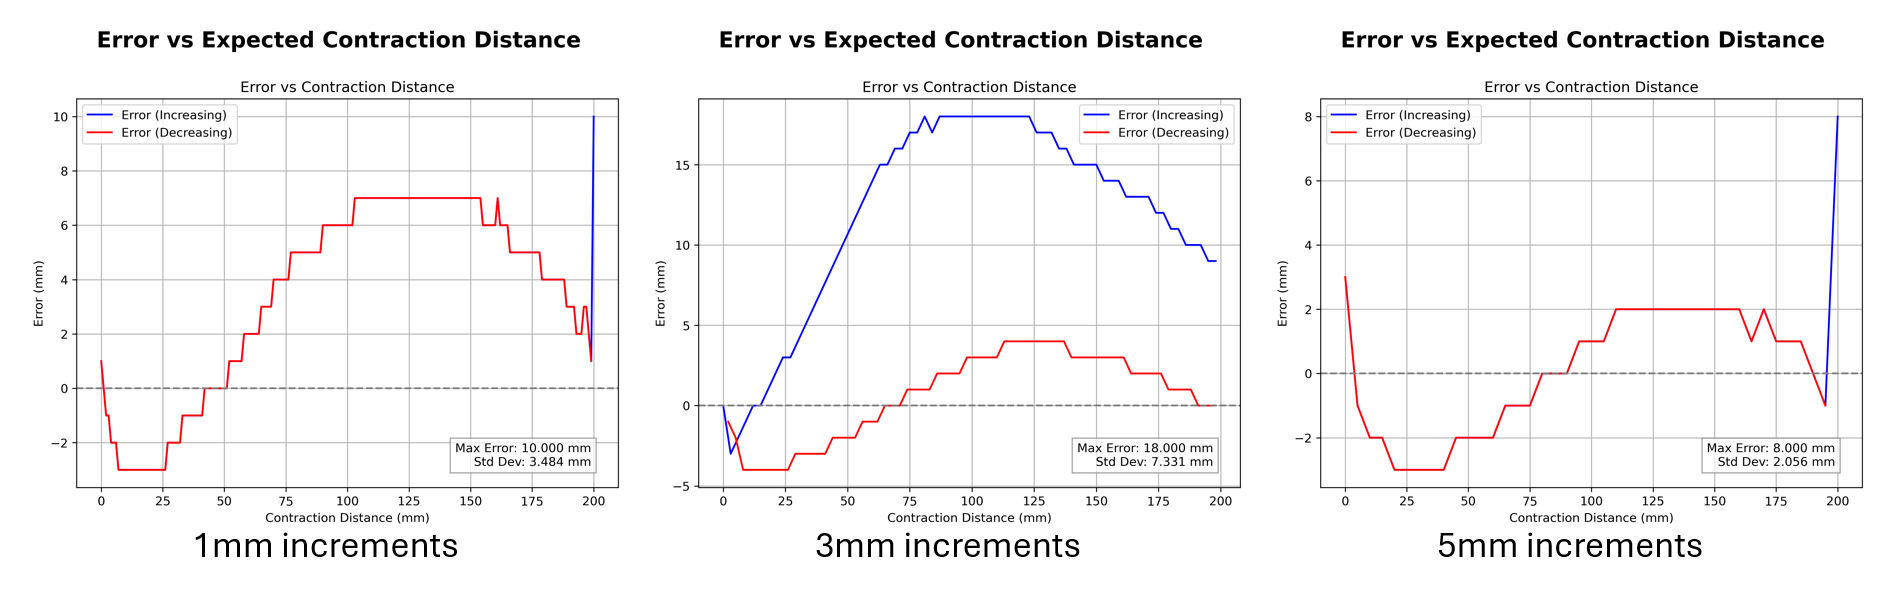 Error vs Expected Contraction Distance
Error vs Contraction Distance
Error (Increasing)
Error (Decreasing)
10
8
6
4
2
0
−2
Error (mm)
Max Error: 10.000 mm
Std Dev: 3.484 mm
0 25 50 75 100 125 150 175 200
Contraction Distance (mm)
1mm increments
Error vs Expected Contraction Distance
Error vs Contraction Distance
Error (Increasing)
Error (Decreasing)
15
10
5
0
−5
Error (mm)
Max Error: 18.000 mm
Std Dev: 7.331 mm
0 25 50 75 100 125 150 175 200
Contraction Distance (mm)
3mm increments
Error vs Expected Contraction Distance
Error vs Contraction Distance
Error (Increasing)
Error (Decreasing)
8
6
4
2
0
−2
Error (mm)
Max Error: 8.000 mm
Std Dev: 2.056 mm
0 25 50 75 100 125 150 175 200
Contraction Distance (mm)
5mm increments